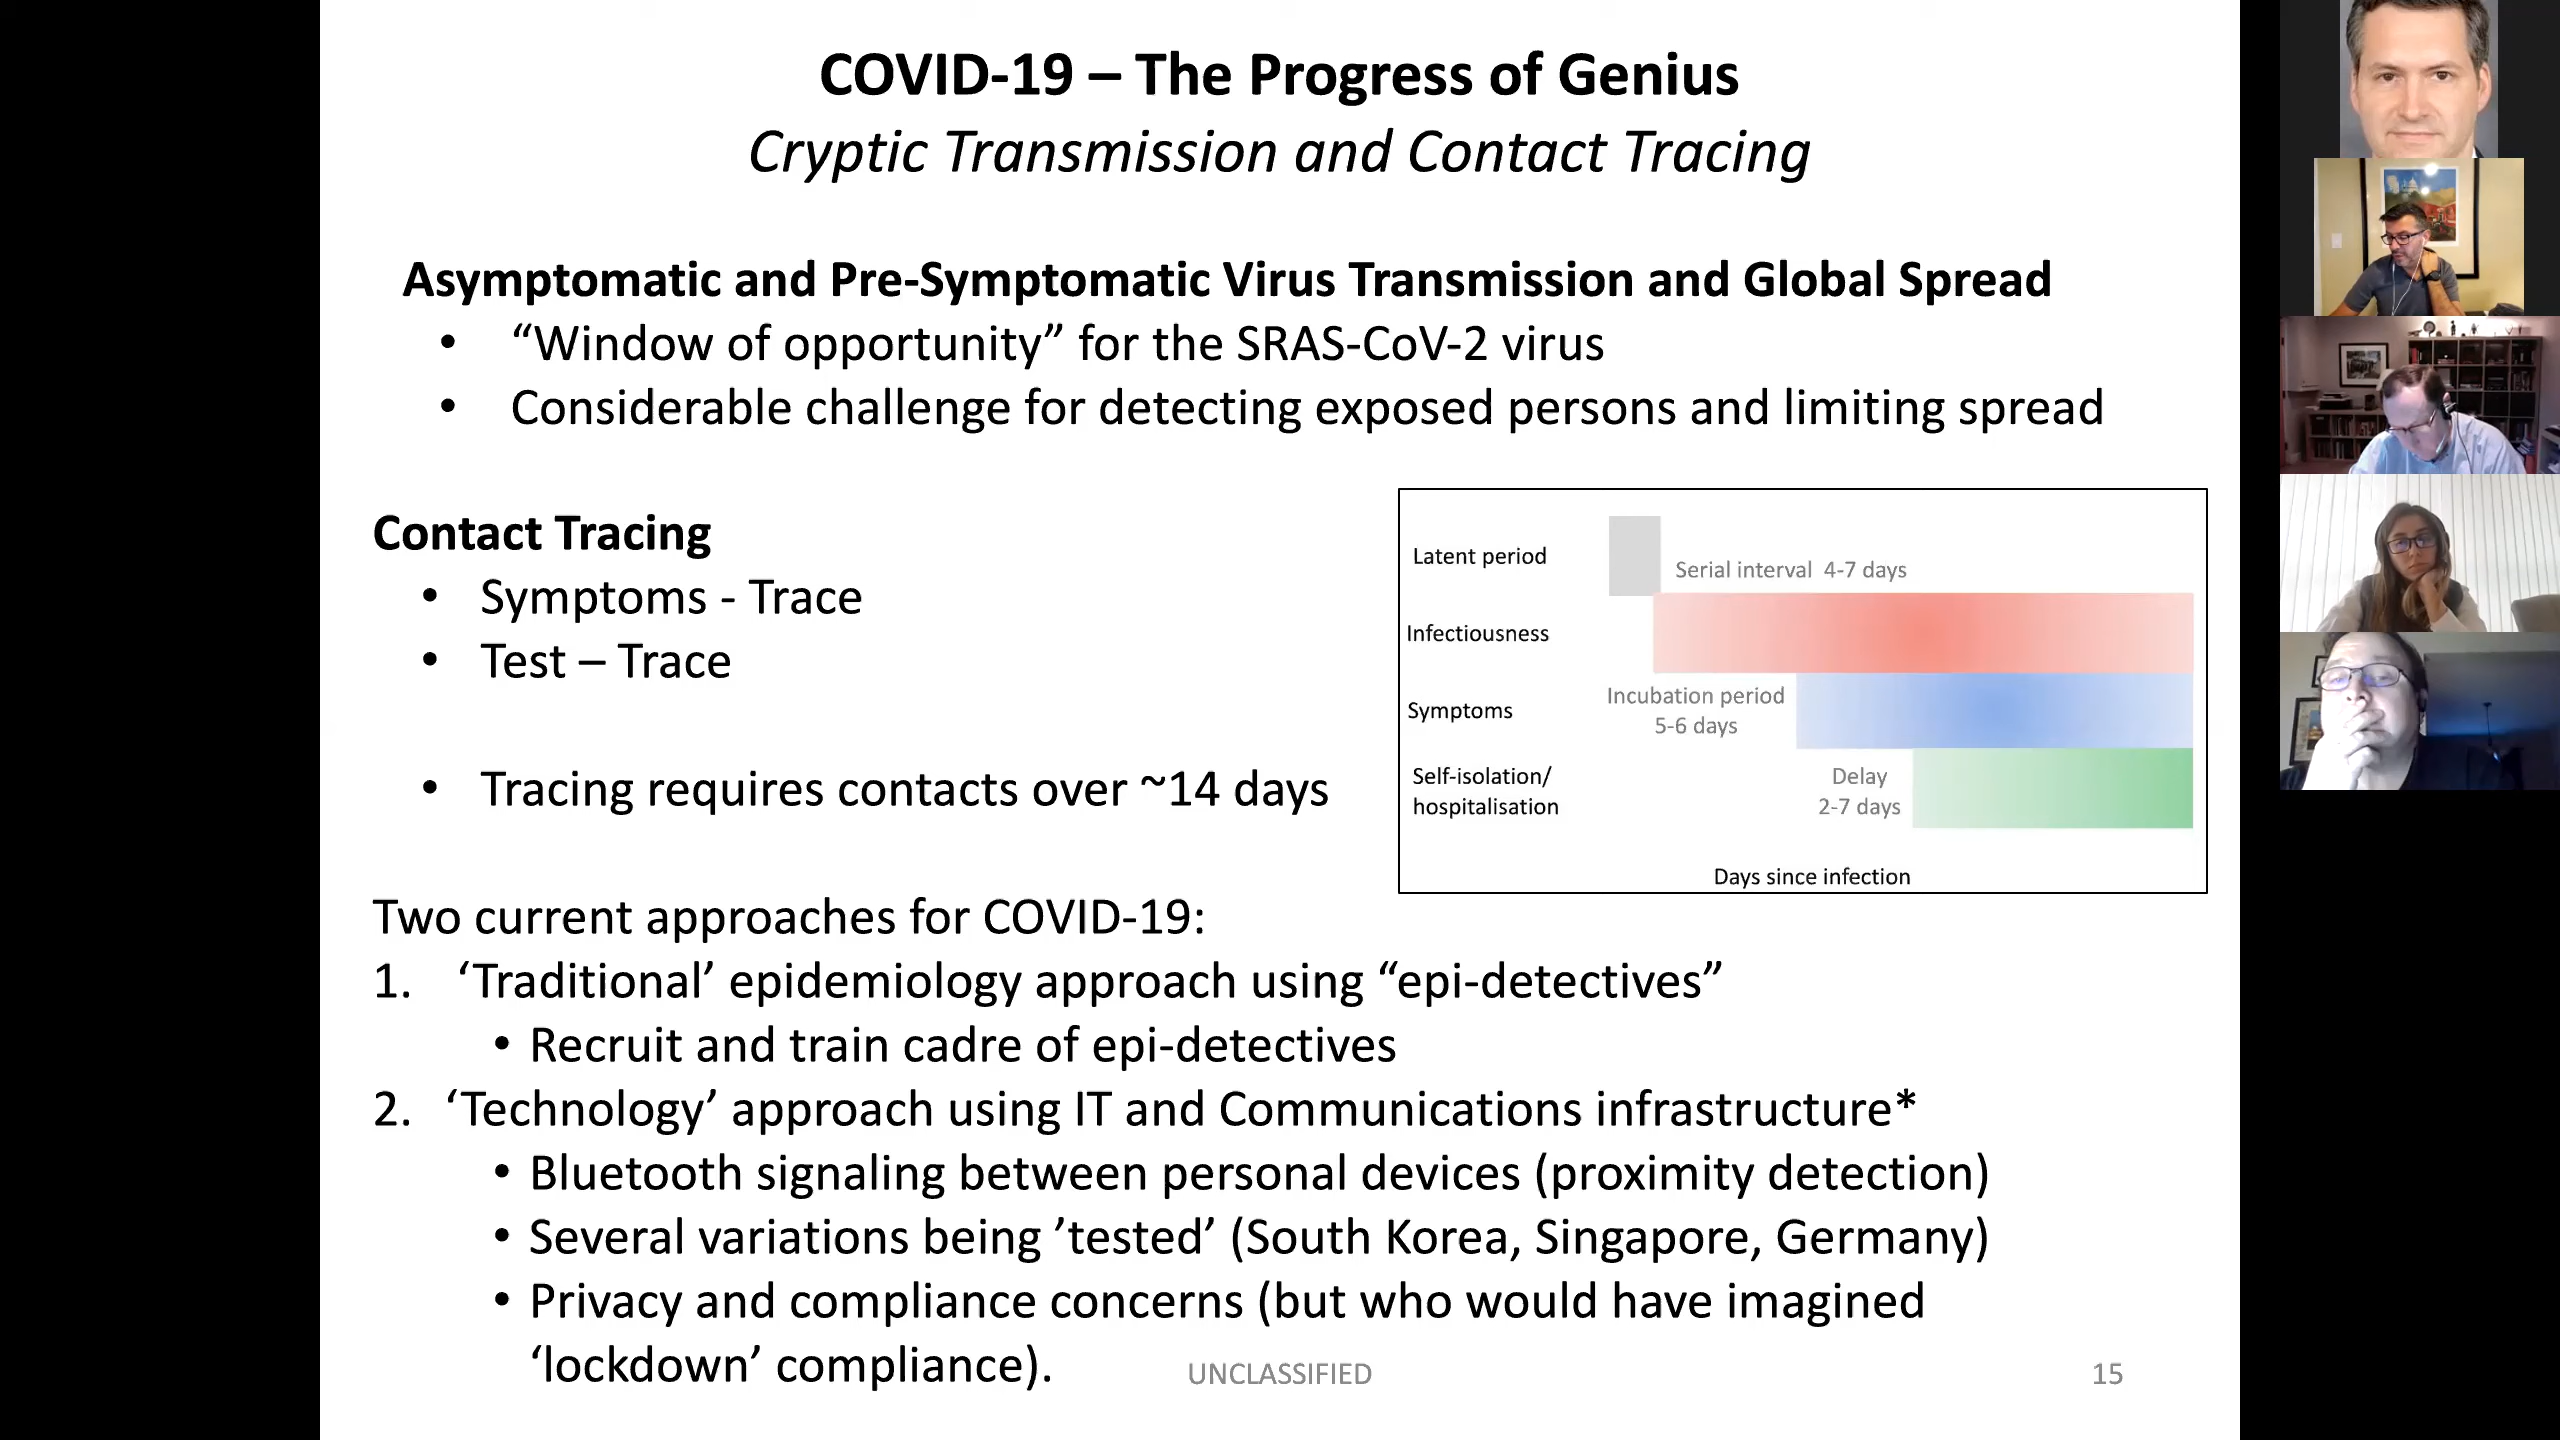 COVID-19 – The Progress of Genius
Cryptic Transmission and Contact Tracing
Asymptomatic and Pre-Symptomatic Virus Transmission and Global Spread
• “Window of opportunity” for the SRAS-CoV-2 virus
• Considerable challenge for detecting exposed persons and limiting spread
Contact Tracing
• Symptoms - Trace
• Test – Trace
• Tracing requires contacts over ~14 days
Latent period
Serial interval 4-7 days
Infectiousness
Symptoms
Incubation period
5-6 days
Self-isolation/
hospitalisation
Delay
2-7 days
Days since infection
Two current approaches for COVID-19:
1. ‘Traditional’ epidemiology approach using “epi-detectives”
• Recruit and train cadre of epi-detectives
2. ‘Technology’ approach using IT and Communications infrastructure*
• Bluetooth signaling between personal devices (proximity detection)
• Several variations being ’tested’ (South Korea, Singapore, Germany)
• Privacy and compliance concerns (but who would have imagined
‘lockdown’ compliance).
UNCLASSIFIED
15